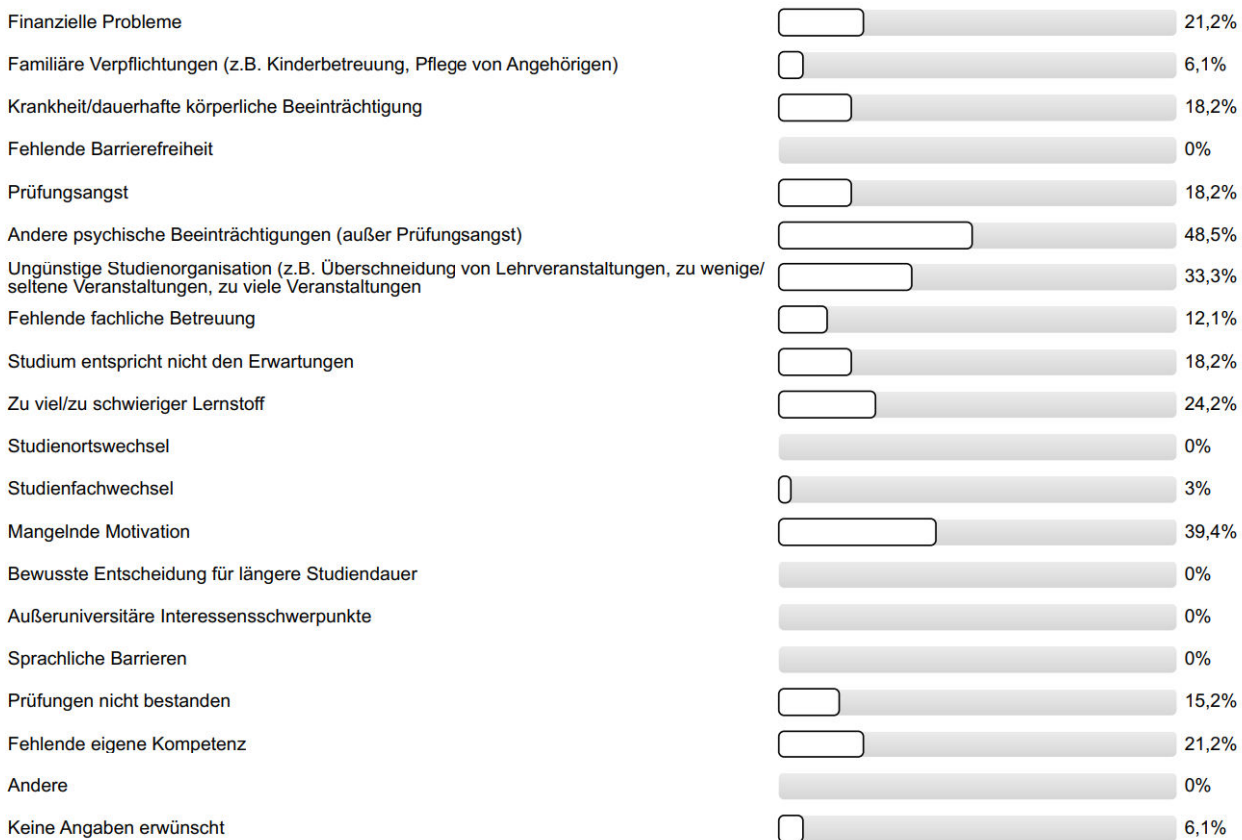 Finanzielle Probleme 21,2%
Familiäre Verpflichtungen (z.B. Kinderbetreuung, Pflege von Angehörigen) 6,1%
Krankheit/dauerhafte körperliche Beeinträchtigung 18,2%
Fehlende Barrierefreiheit 0%
Prüfungsangst 18,2%
Andere psychische Beeinträchtigungen (außer Prüfungsangst) 48,5%
Ungünstige Studienorganisation (z.B. Überschneidung von Lehrveranstaltungen, zu wenige/
seltene Veranstaltungen, zu viele Veranstaltungen 33,3%
Fehlende fachliche Betreuung 12,1%
Studium entspricht nicht den Erwartungen 18,2%
Zu viel/zu schwieriger Lernstoff 24,2%
Studienortswechsel 0%
Studienfachwechsel 3%
Mangelnde Motivation 39,4%
Bewusste Entscheidung für längere Studiendauer 0%
Außeruniversitäre Interessensschwerpunkte 0%
Sprachliche Barrieren 0%
Prüfungen nicht bestanden 15,2%
Fehlende eigene Kompetenz 21,2%
Andere 0%
Keine Angaben erwünscht 6,1%